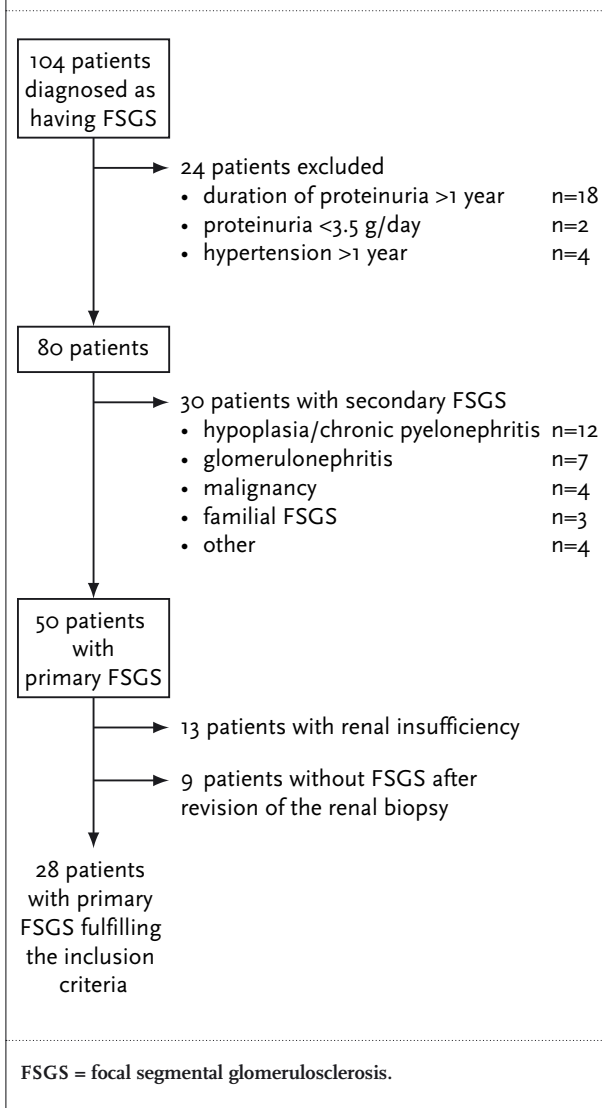 104 patients
diagnosed as
having FSGS
24 patients excluded
• duration of proteinuria >1 year n=18
• proteinuria <3.5 g/day n=2
• hypertension >1 year n=4
80 patients
30 patients with secondary FSGS
• hypoplasia/chronic pyelonephritis n=12
• glomerulonephritis n=7
• malignancy n=4
• familial FSGS n=3
• other n=4
50 patients
with
primary FSGS
13 patients with renal insufficiency
9 patients without FSGS after
revision of the renal biopsy
28 patients
with primary
FSGS fulfilling
the inclusion
criteria
FSGS = focal segmental glomerulosclerosis.